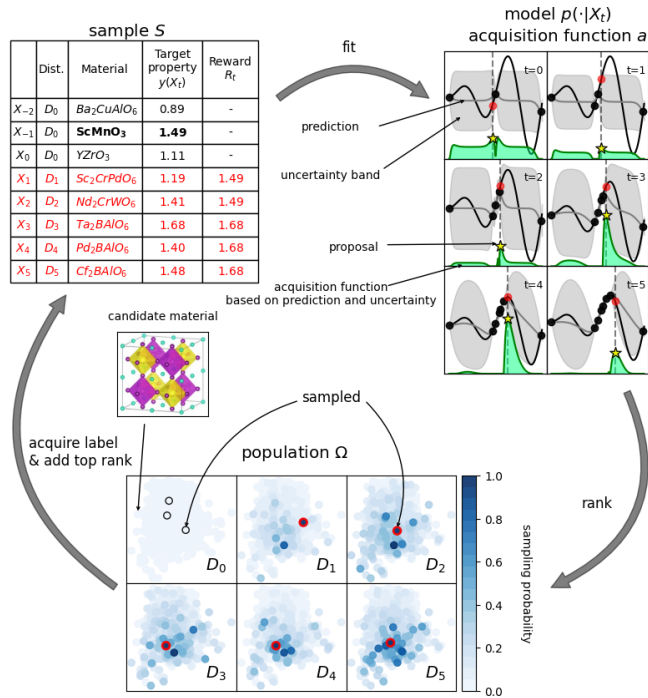 sample S
Dist.
Material
Target property y(X_t)
Reward R_t
X_{-2} D_0 Ba_2CuAlO_6 0.89 -
X_{-1} D_0 ScMnO_3 1.49 -
X_0 D_0 YZrO_3 1.11 -
X_1 D_1 Sc_2CrPdO_6 1.19 1.49
X_2 D_2 Nd_2CrWO_6 1.41 1.49
X_3 D_3 Ta_2BAlO_6 1.68 1.68
X_4 D_4 Pd_2BAlO_6 1.40 1.68
X_5 D_5 Cf_2BAlO_6 1.48 1.68
fit
model p(·|X_t)
acquisition function a
t=0
t=1
prediction
uncertainty band
t=2
t=3
proposal
acquisition function
based on prediction and uncertainty
t=4
t=5
candidate material
acquire label
& add top rank
sampled
population Ω
rank
D_0
D_1
D_2
D_3
D_4
D_5
1.0
0.8
0.6
0.4
0.2
0.0
sampling probability